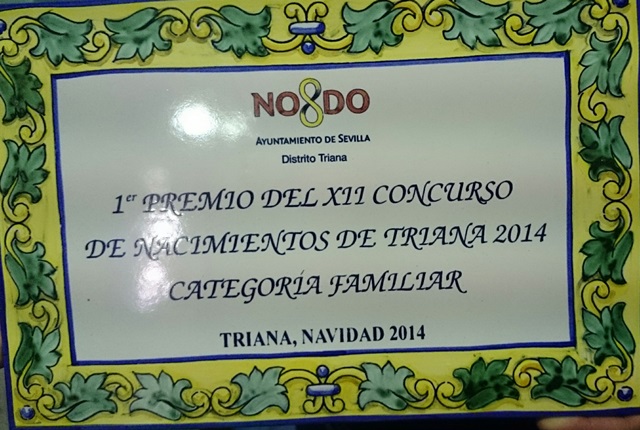 NO8DO
AYUNTAMIENTO DE SEVILLA
Distrito Triana
1er PREMIO DEL XII CONCURSO
DE NACIMIENTOS DE TRIANA 2014
CATEGORÍA FAMILIAR
TRIANA, NAVIDAD 2014